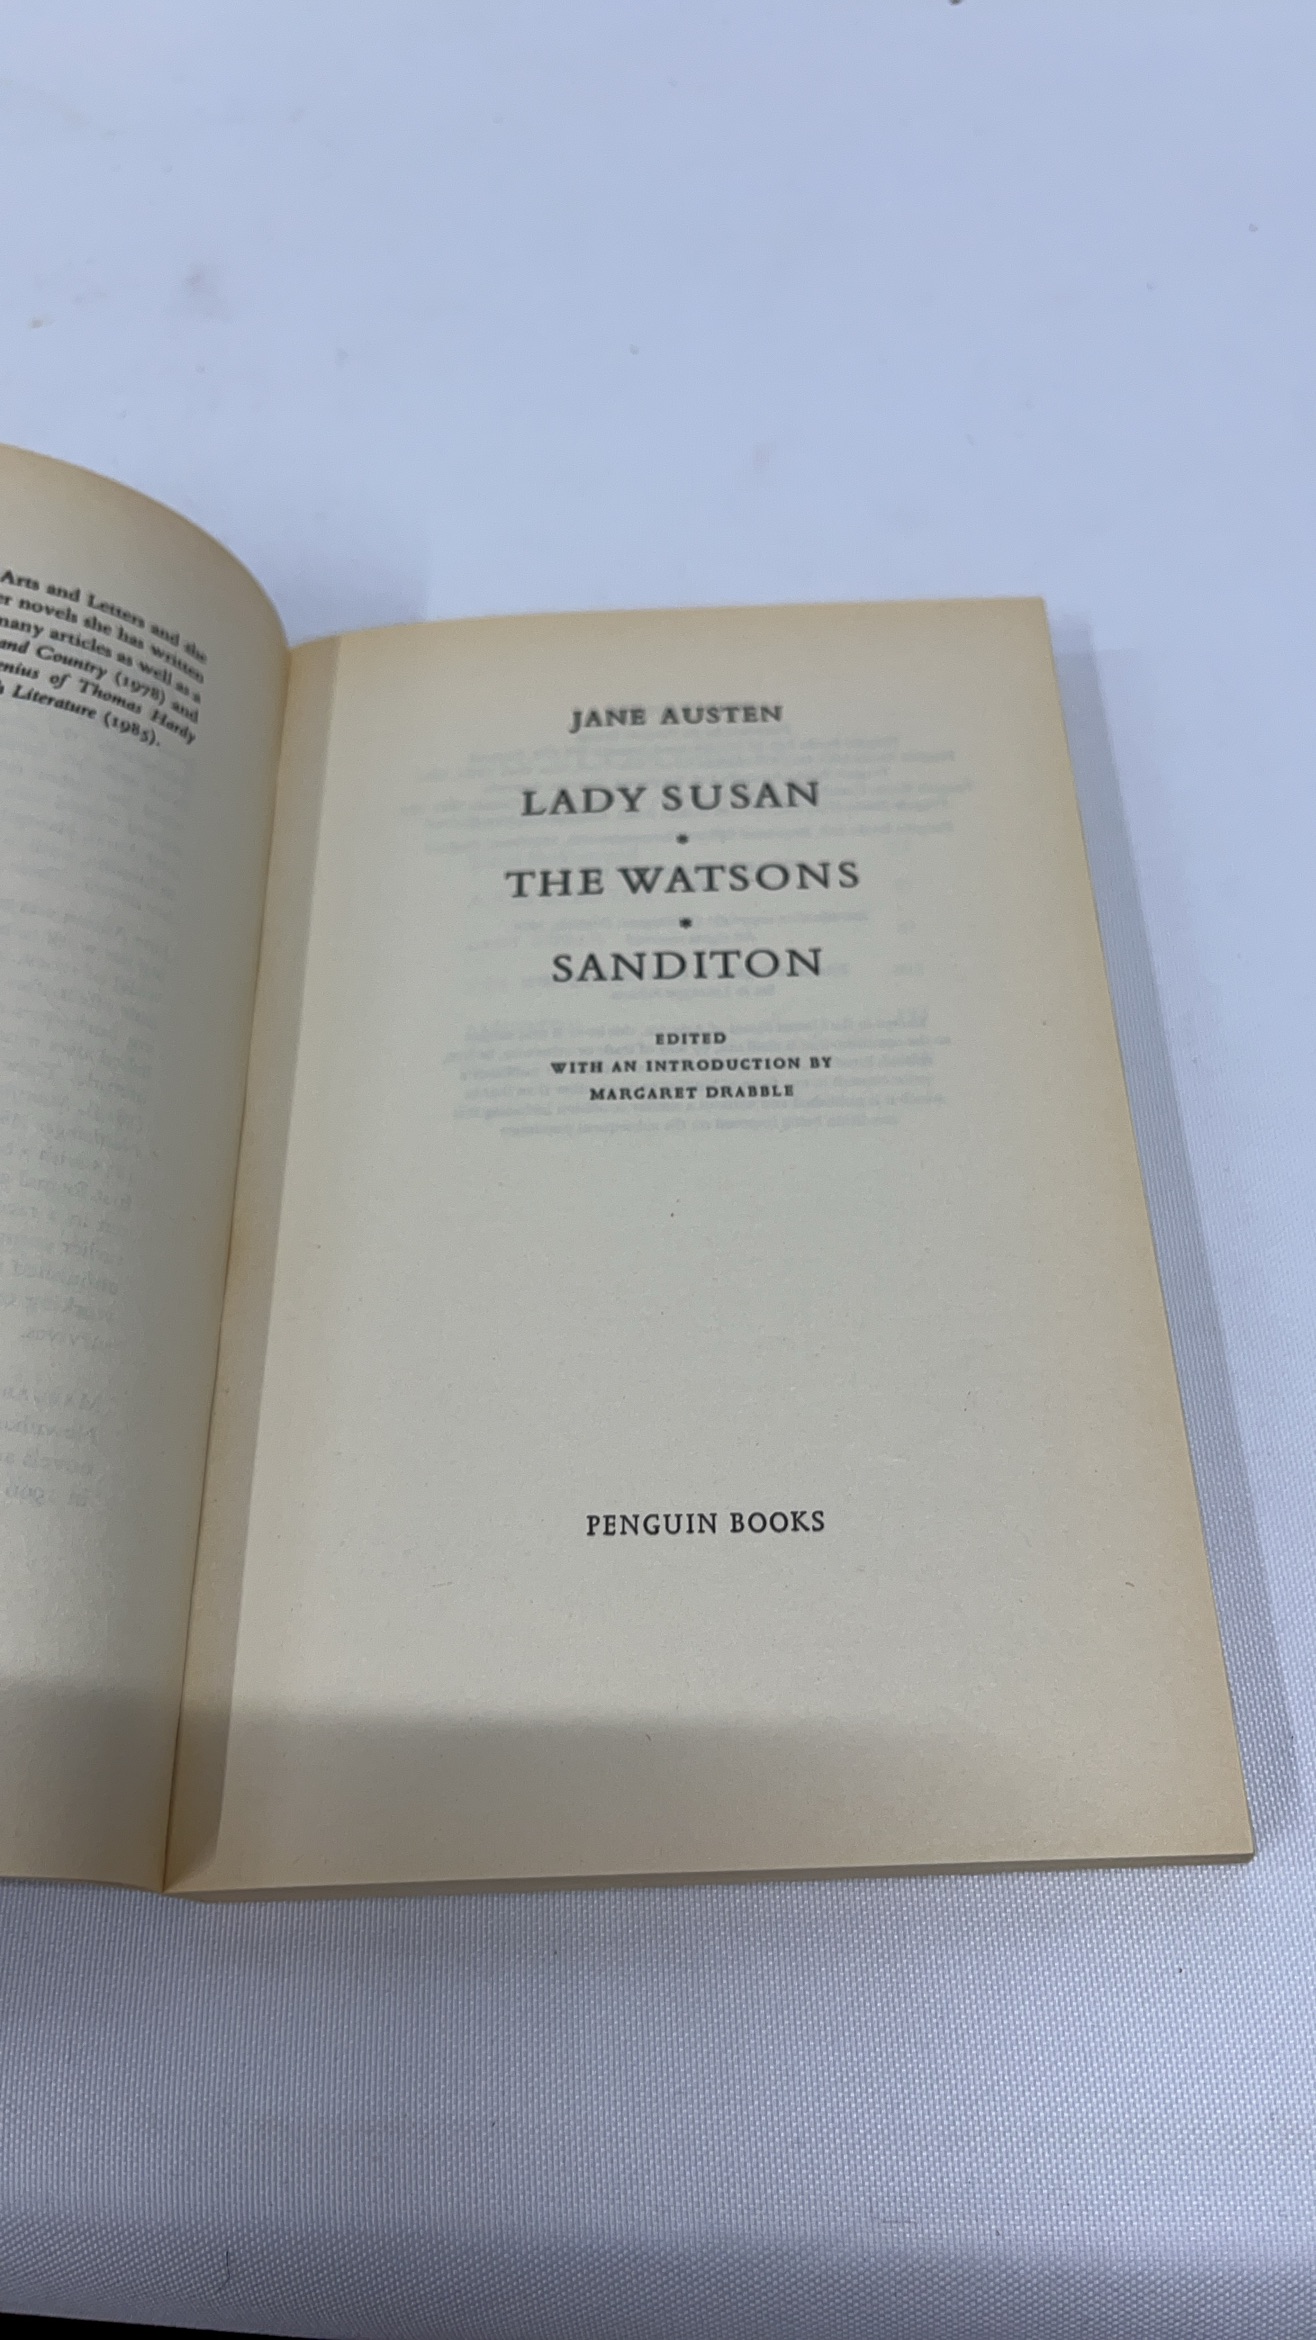 Arts and Letters and she
novels she has written
many articles as well as a
and Country (1978) and
of Thomas Hardy
Literature (1985).
JANE AUSTEN
LADY SUSAN
*
THE WATSONS
*
SANDITON
EDITED
WITH AN INTRODUCTION BY
MARGARET DRABBLE
PENGUIN BOOKS